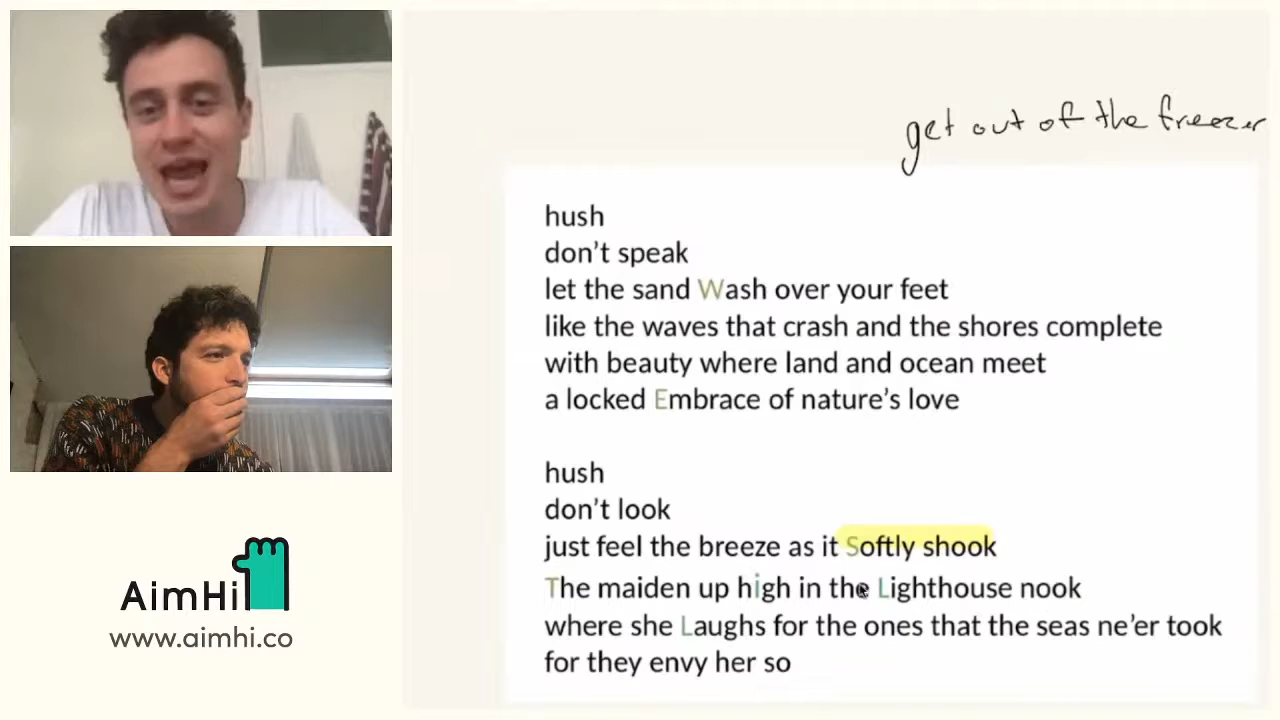 get out of the freezer
hush
don’t speak
let the sand Wash over your feet
like the waves that crash and the shores complete
with beauty where land and ocean meet
a locked Embrace of nature’s love
hush
don’t look
just feel the breeze as it Softly shook
The maiden up high in the Lighthouse nook
where she Laughs for the ones that the seas ne’er took
for they envy her so
AimHi
www.aimhi.co